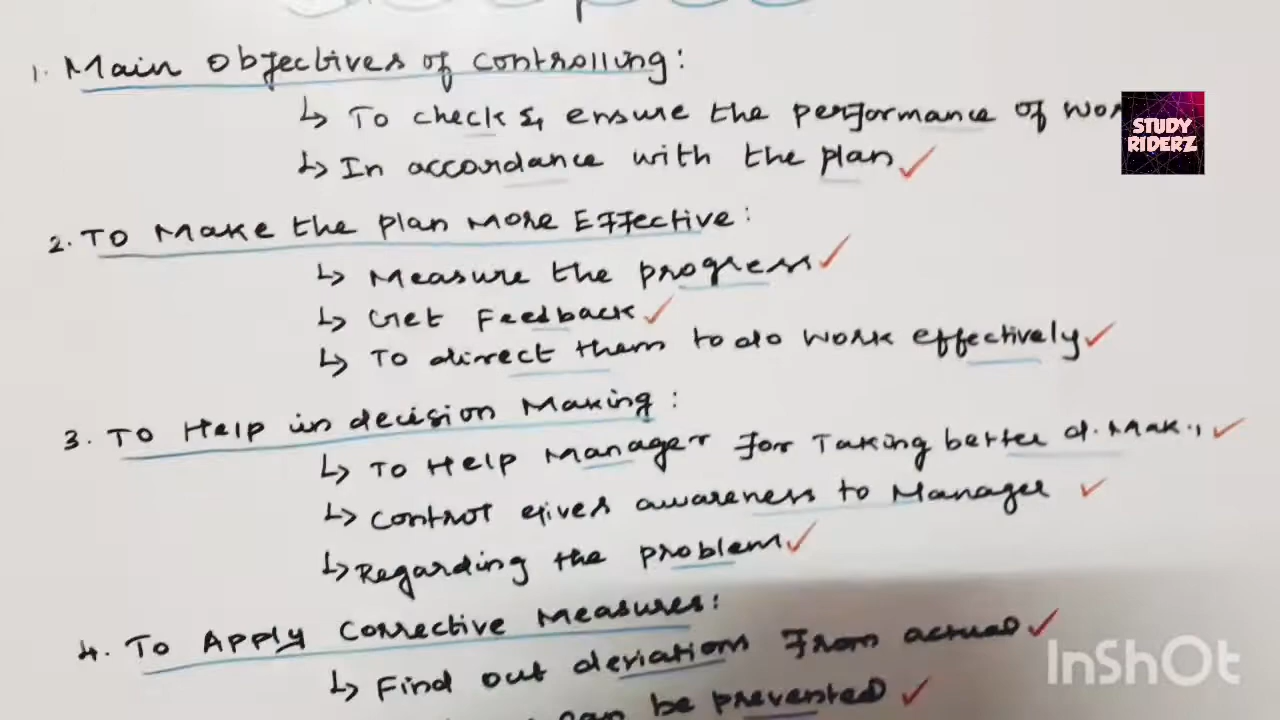 1. Main Objectives of controlling:
↳ To check & ensure the performance of wor
STUDY
RIDERZ
↳ In accordance with the plan ✓
2. To Make the plan More Effective:
↳ Measure the progress ✓
↳ Get Feedback ✓
↳ To direct them to do work effectively ✓
3. To Help in decision Making:
↳ To Help Manager for Taking better d. Mak. ✓
↳ control gives awareness to Manager ✓
↳ Regarding the problem ✓
4. To Apply Corrective Measures:
↳ Find out deviations From actual ✓
can be prevented ✓
InShOt